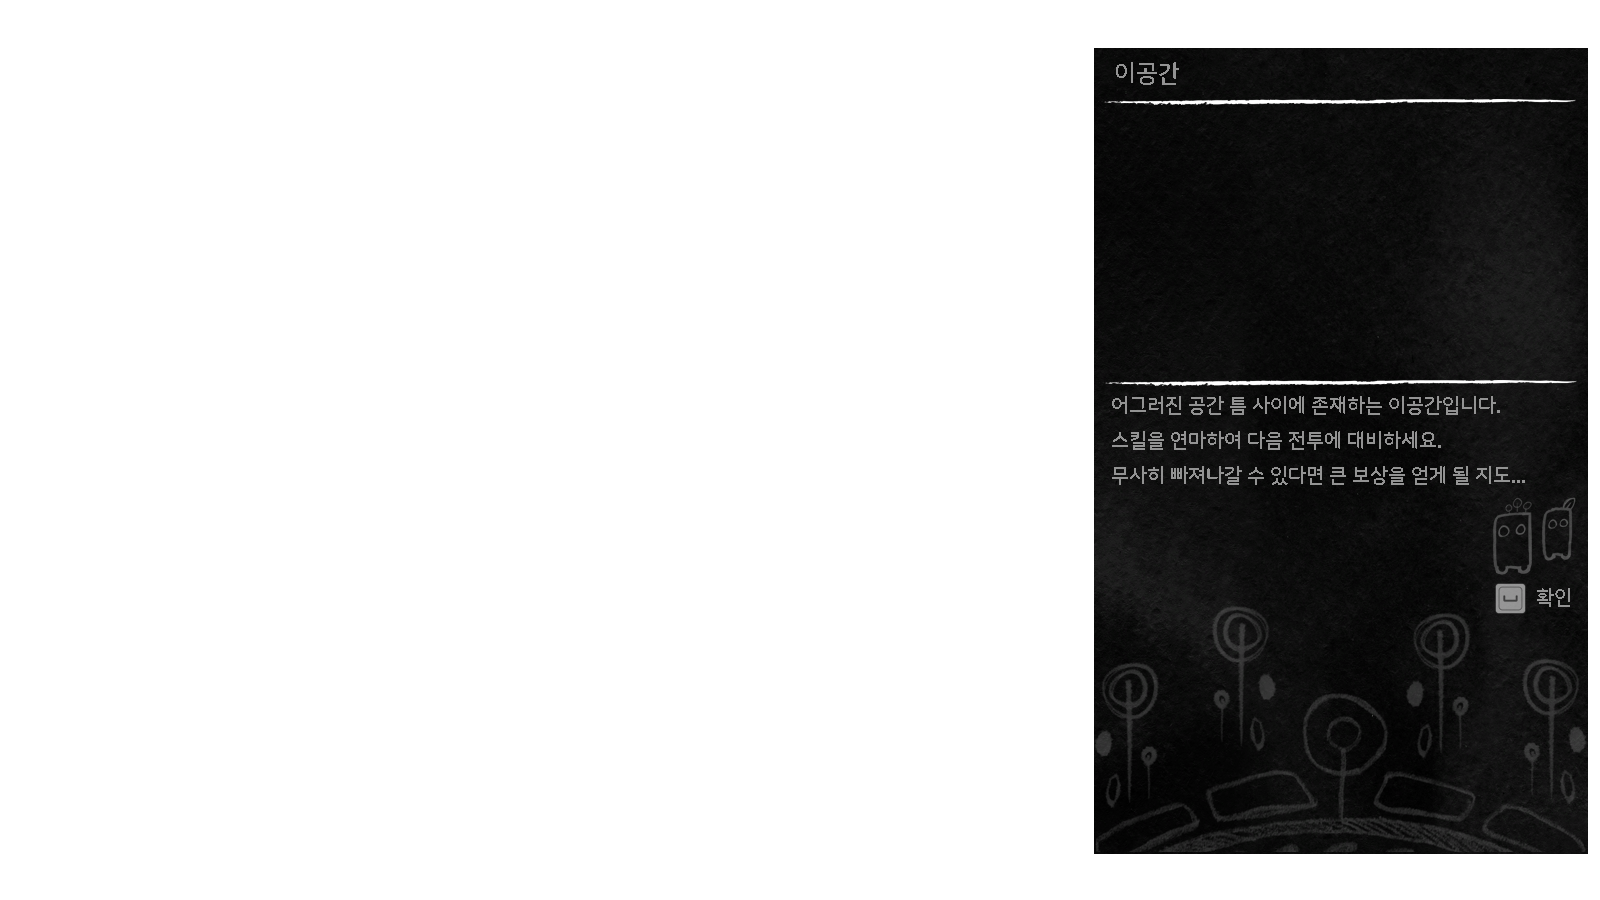 이공간
어그러진 공간 틈 사이에 존재하는 이공간입니다.
스킬을 연마하여 다음 전투에 대비하세요.
무사히 빠져나갈 수 있다면 큰 보상을 얻게 될 지도...
확인